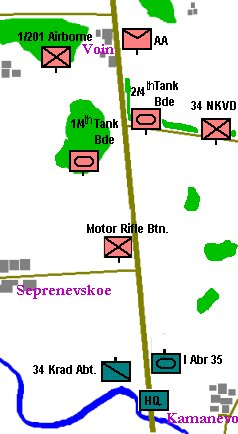 1/201 Airborne
Voin
AA
2/4th Tank
Bde
34 NKVD
1/4th Tank
Bde
Motor Rifle Btn.
Seprenevskoe
34 Krad Abt.
I Abr 35
HQ.
Kamanevo